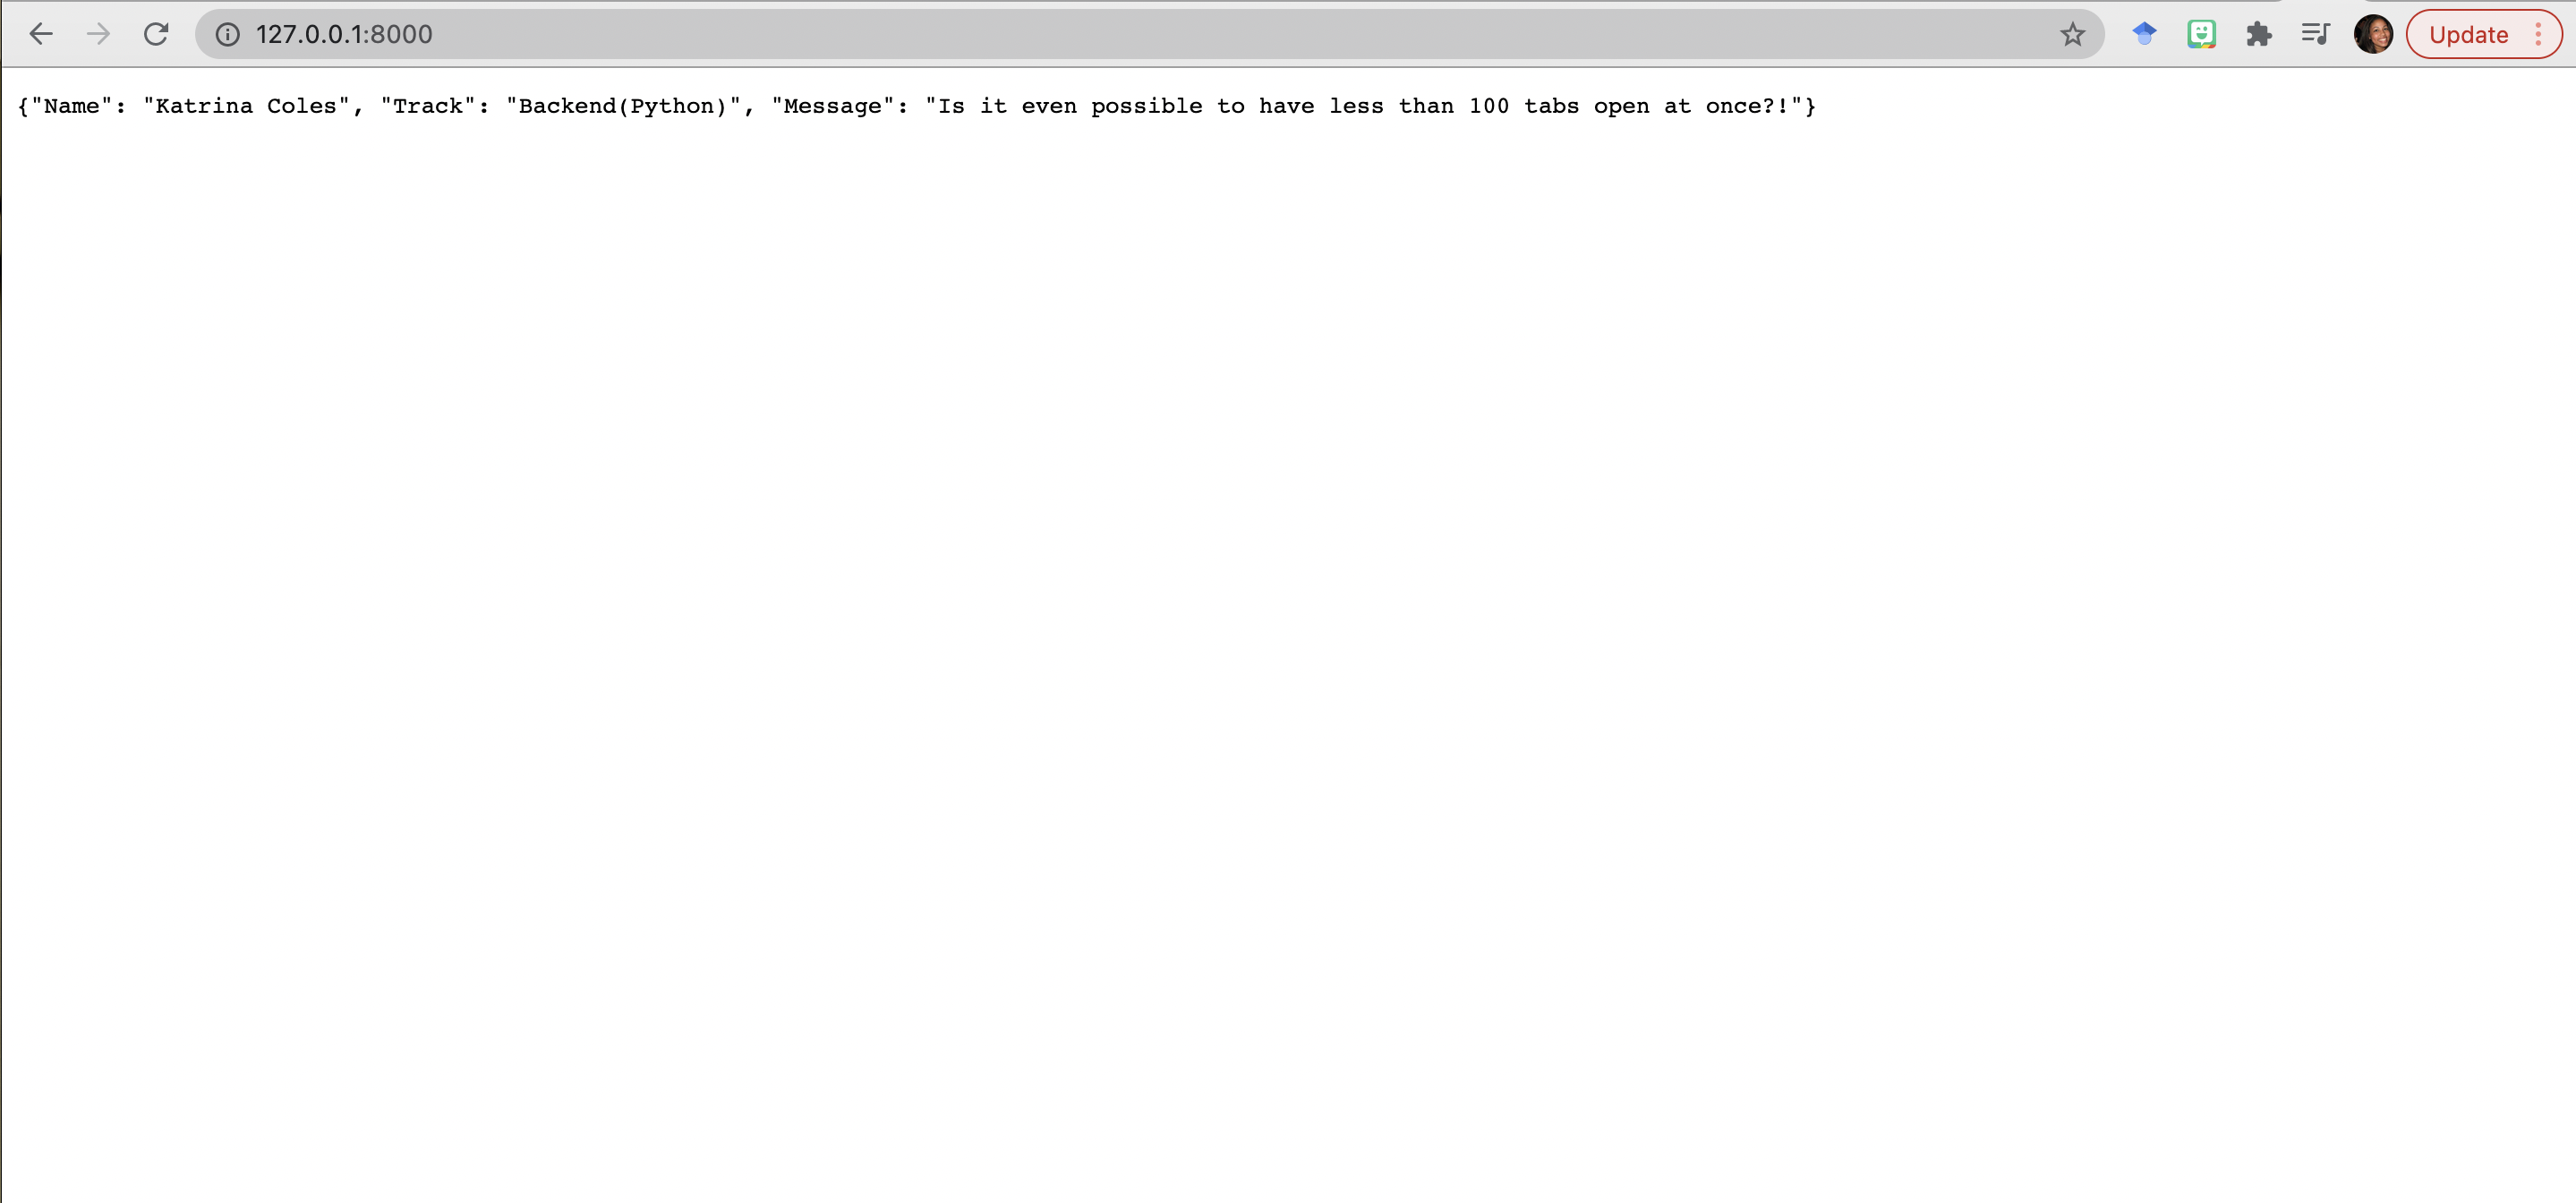 127.0.0.1:8000
Update
{"Name": "Katrina Coles", "Track": "Backend(Python)", "Message": "Is it even possible to have less than 100 tabs open at once?!"}